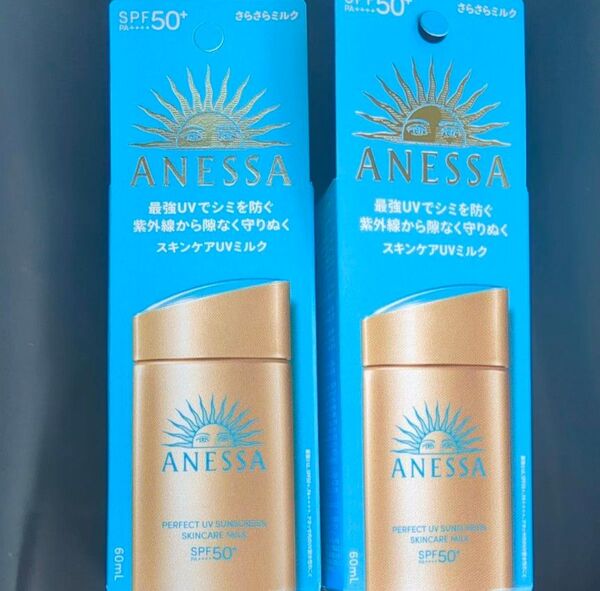 SPF50+
PA++++
さらさらミルク
ANESSA
最強UVでシミを防ぐ
紫外線から隙なく守りぬく
スキンケアUVミルク
ANESSA
PERFECT UV SUNSCREEN
SKINCARE MILK
SPF50+
PA++++
60mL
SPF50+
PA++++
さらさらミルク
ANESSA
最強UVでシミを防ぐ
紫外線から隙なく守りぬく
スキンケアUVミルク
ANESSA
PERFECT UV SUNSCREEN
SKINCARE MILK
SPF50+
PA++++
60mL